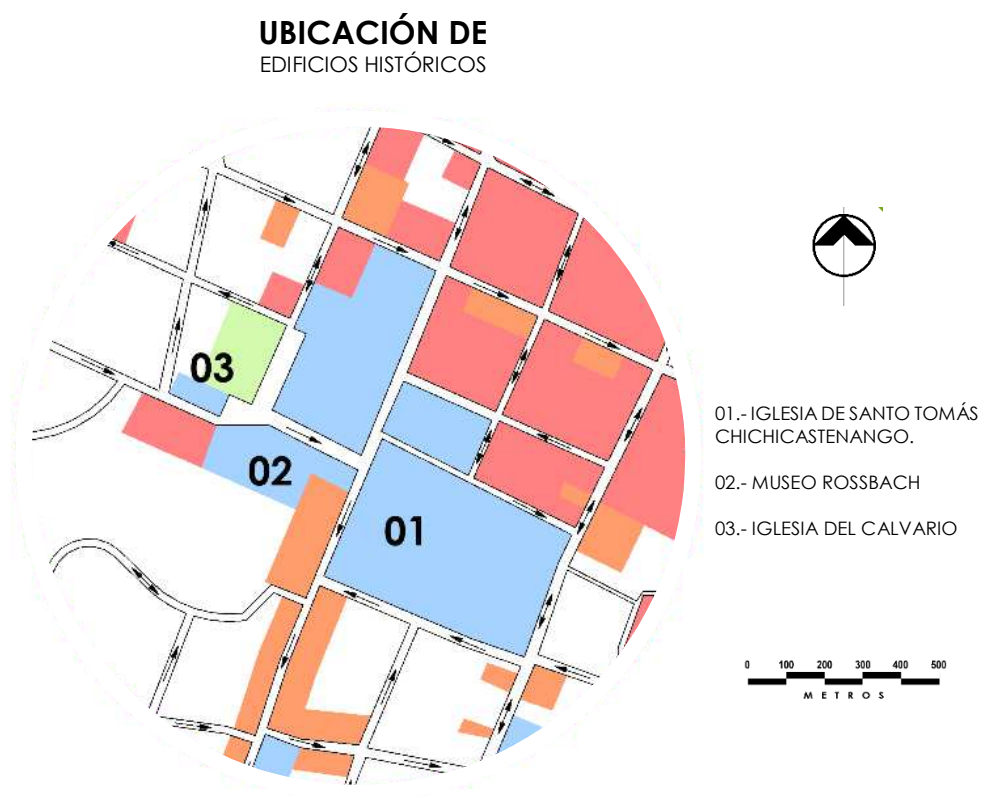 UBICACIÓN DE
EDIFICIOS HISTÓRICOS
03
02
01
01.- IGLESIA DE SANTO TOMÁS
CHICHICASTENANGO.
02.- MUSEO ROSSBACH
03.- IGLESIA DEL CALVARIO
0 100 200 300 400 500
METROS